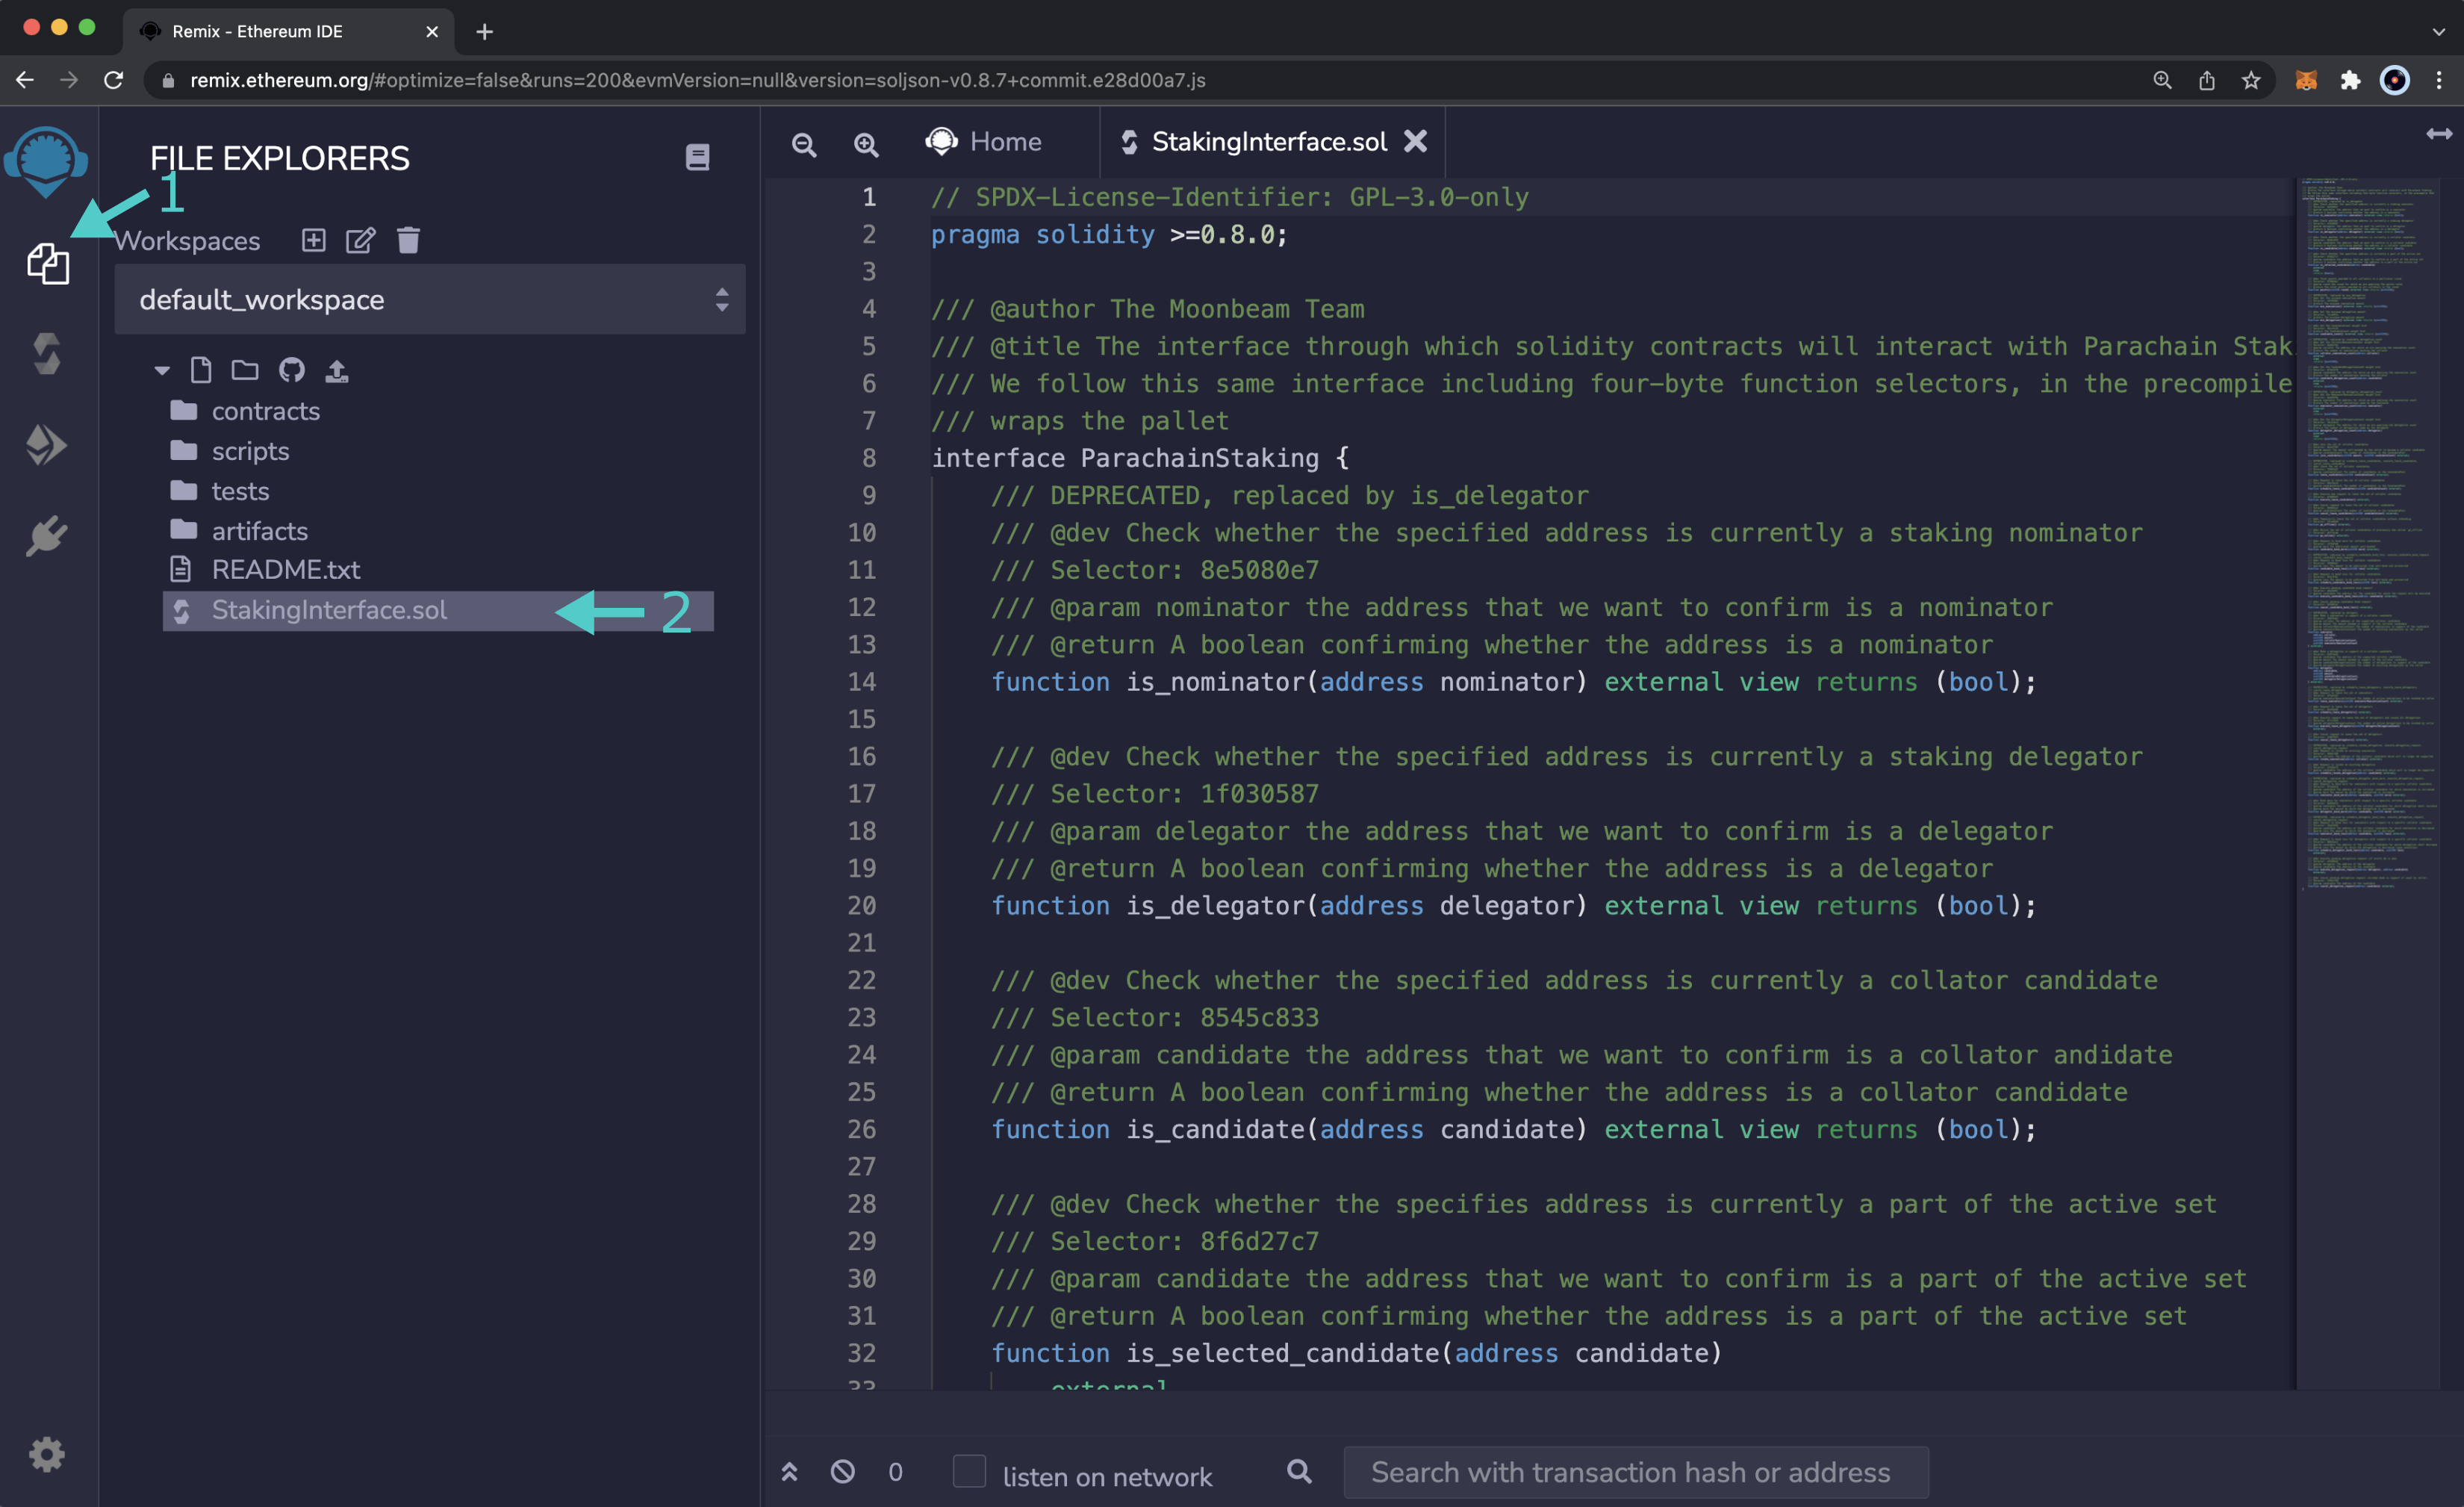 Remix - Ethereum IDE
remix.ethereum.org/#optimize=false&runs=200&evmVersion=null&version=soljson-v0.8.7+commit.e28d00a7.js
FILE EXPLORERS
1
Workspaces
default_workspace
contracts
scripts
tests
artifacts
README.txt
StakingInterface.sol
2
Home
StakingInterface.sol
1 // SPDX-License-Identifier: GPL-3.0-only
2 pragma solidity >=0.8.0;
3
4 /// @author The Moonbeam Team
5 /// @title The interface through which solidity contracts will interact with Parachain Stak
6 /// We follow this same interface including four-byte function selectors, in the precompile
7 /// wraps the pallet
8 interface ParachainStaking {
9 /// DEPRECATED, replaced by is_delegator
10 /// @dev Check whether the specified address is currently a staking nominator
11 /// Selector: 8e5080e7
12 /// @param nominator the address that we want to confirm is a nominator
13 /// @return A boolean confirming whether the address is a nominator
14 function is_nominator(address nominator) external view returns (bool);
15
16 /// @dev Check whether the specified address is currently a staking delegator
17 /// Selector: 1f030587
18 /// @param delegator the address that we want to confirm is a delegator
19 /// @return A boolean confirming whether the address is a delegator
20 function is_delegator(address delegator) external view returns (bool);
21
22 /// @dev Check whether the specified address is currently a collator candidate
23 /// Selector: 8545c833
24 /// @param candidate the address that we want to confirm is a collator andidate
25 /// @return A boolean confirming whether the address is a collator candidate
26 function is_candidate(address candidate) external view returns (bool);
27
28 /// @dev Check whether the specifies address is currently a part of the active set
29 /// Selector: 8f6d27c7
30 /// @param candidate the address that we want to confirm is a part of the active set
31 /// @return A boolean confirming whether the address is a part of the active set
32 function is_selected_candidate(address candidate)
33 external
0
listen on network
Search with transaction hash or address